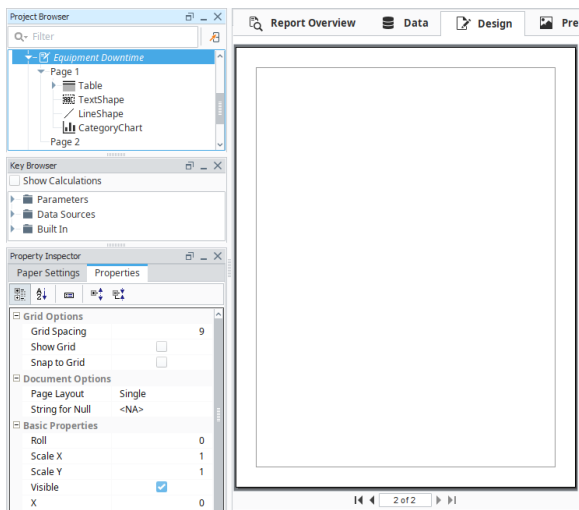 Project Browser
Filter
Equipment Downtime
Page 1
Table
TextShape
LineShape
CategoryChart
Page 2
Key Browser
Show Calculations
Parameters
Data Sources
Built In
Property Inspector
Paper Settings Properties
Grid Options
Grid Spacing 9
Show Grid
Snap to Grid
Document Options
Page Layout Single
String for Null <NA>
Basic Properties
Roll 0
Scale X 1
Scale Y 1
Visible
X 0
Report Overview Data Design Pre
2 of 2